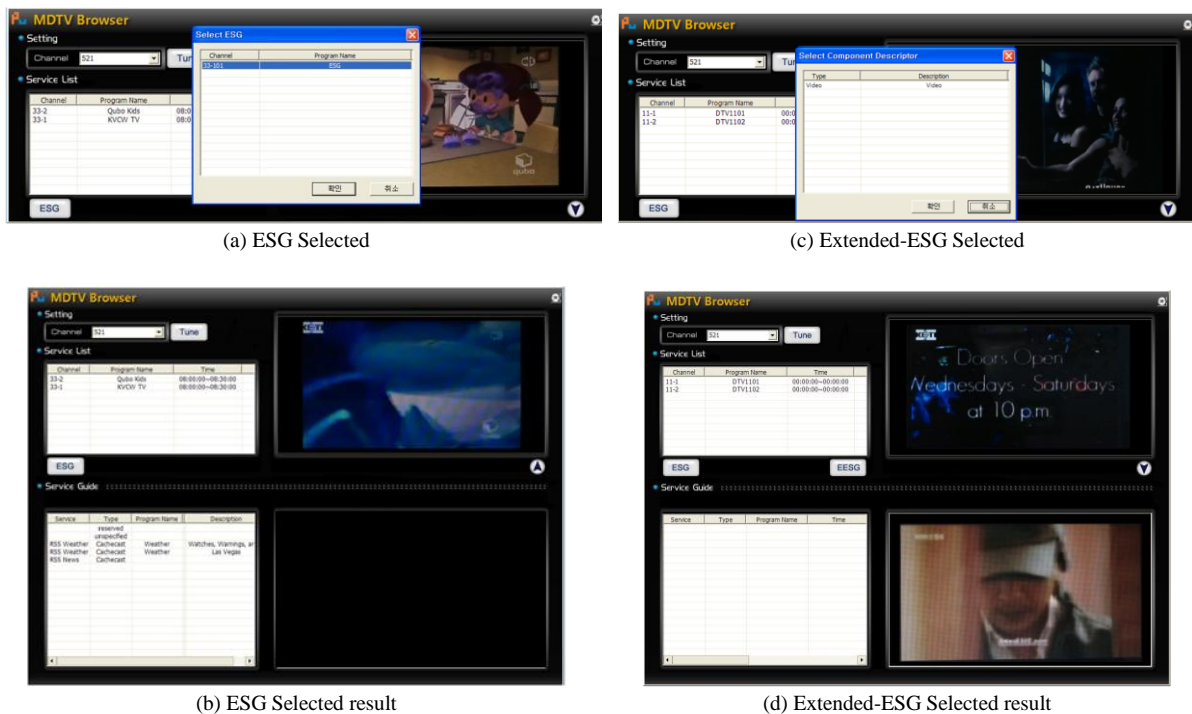 MDTV Browser
Setting
Channel 521 Tun
Service List
Channel Program Name
33-2 Qubo Kids 08:0
33-1 KVCW TV 08:0
ESG
Select ESG
Channel Program Name
33-101 ESG
확인 취소
qubo
(a) ESG Selected
MDTV Browser
Setting
Channel 521 Tun
Service List
Channel Program Name
11-1 DTV1101 00:0
11-2 DTV1102 00:0
ESG
Select Component Descriptor
Type Description
Video Video
확인 취소
(c) Extended-ESG Selected
MDTV Browser
Setting
Channel 521 Tune
Service List
Channel Program Name Time
33-2 Qubo Kids 08:00:00~08:30:00
33-1 KVCW TV 08:00:00~08:30:00
ESG
Service Guide
Service Type Program Name Description
reserved
unspecified
RSS Weather Cachecast Weather Watches, Warnings, ar
RSS Weather Cachecast Weather Las Vegas
RSS News Cachecast
(b) ESG Selected result
MDTV Browser
Setting
Channel 521 Tune
Service List
Channel Program Name Time
11-1 DTV1101 00:00:00~00:00:00
11-2 DTV1102 00:00:00~00:00:00
Doors Open
Wednesdays - Saturdays
at 10 p.m.
ESG EESG
Service Guide
Service Type Program Name Time
(d) Extended-ESG Selected result